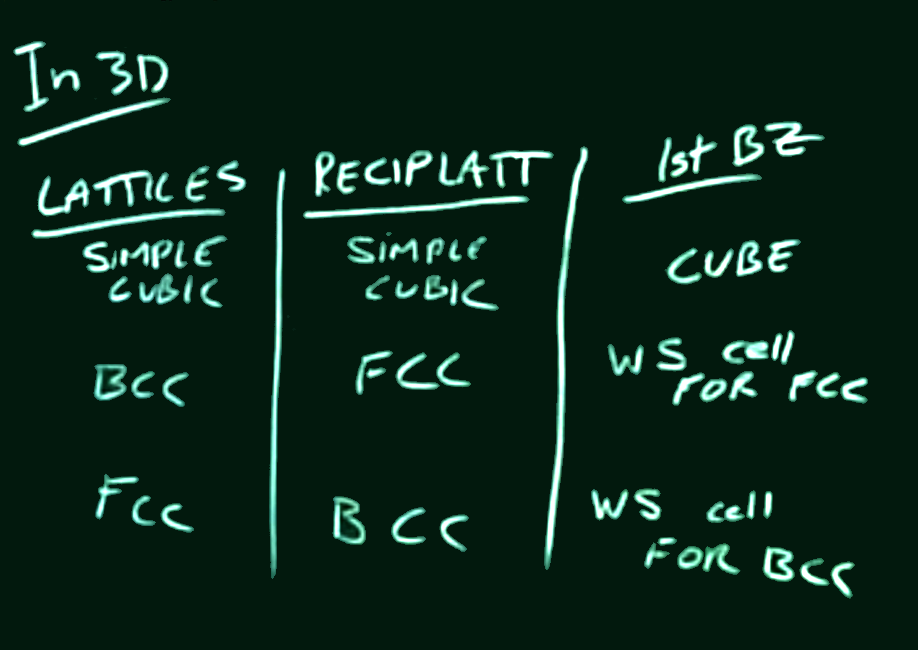 In 3D
LATTICES RECIPLATT 1st BZ
SIMPLE CUBIC SIMPLE CUBIC CUBE
BCC FCC WS cell FOR FCC
FCC BCC WS cell FOR BCC